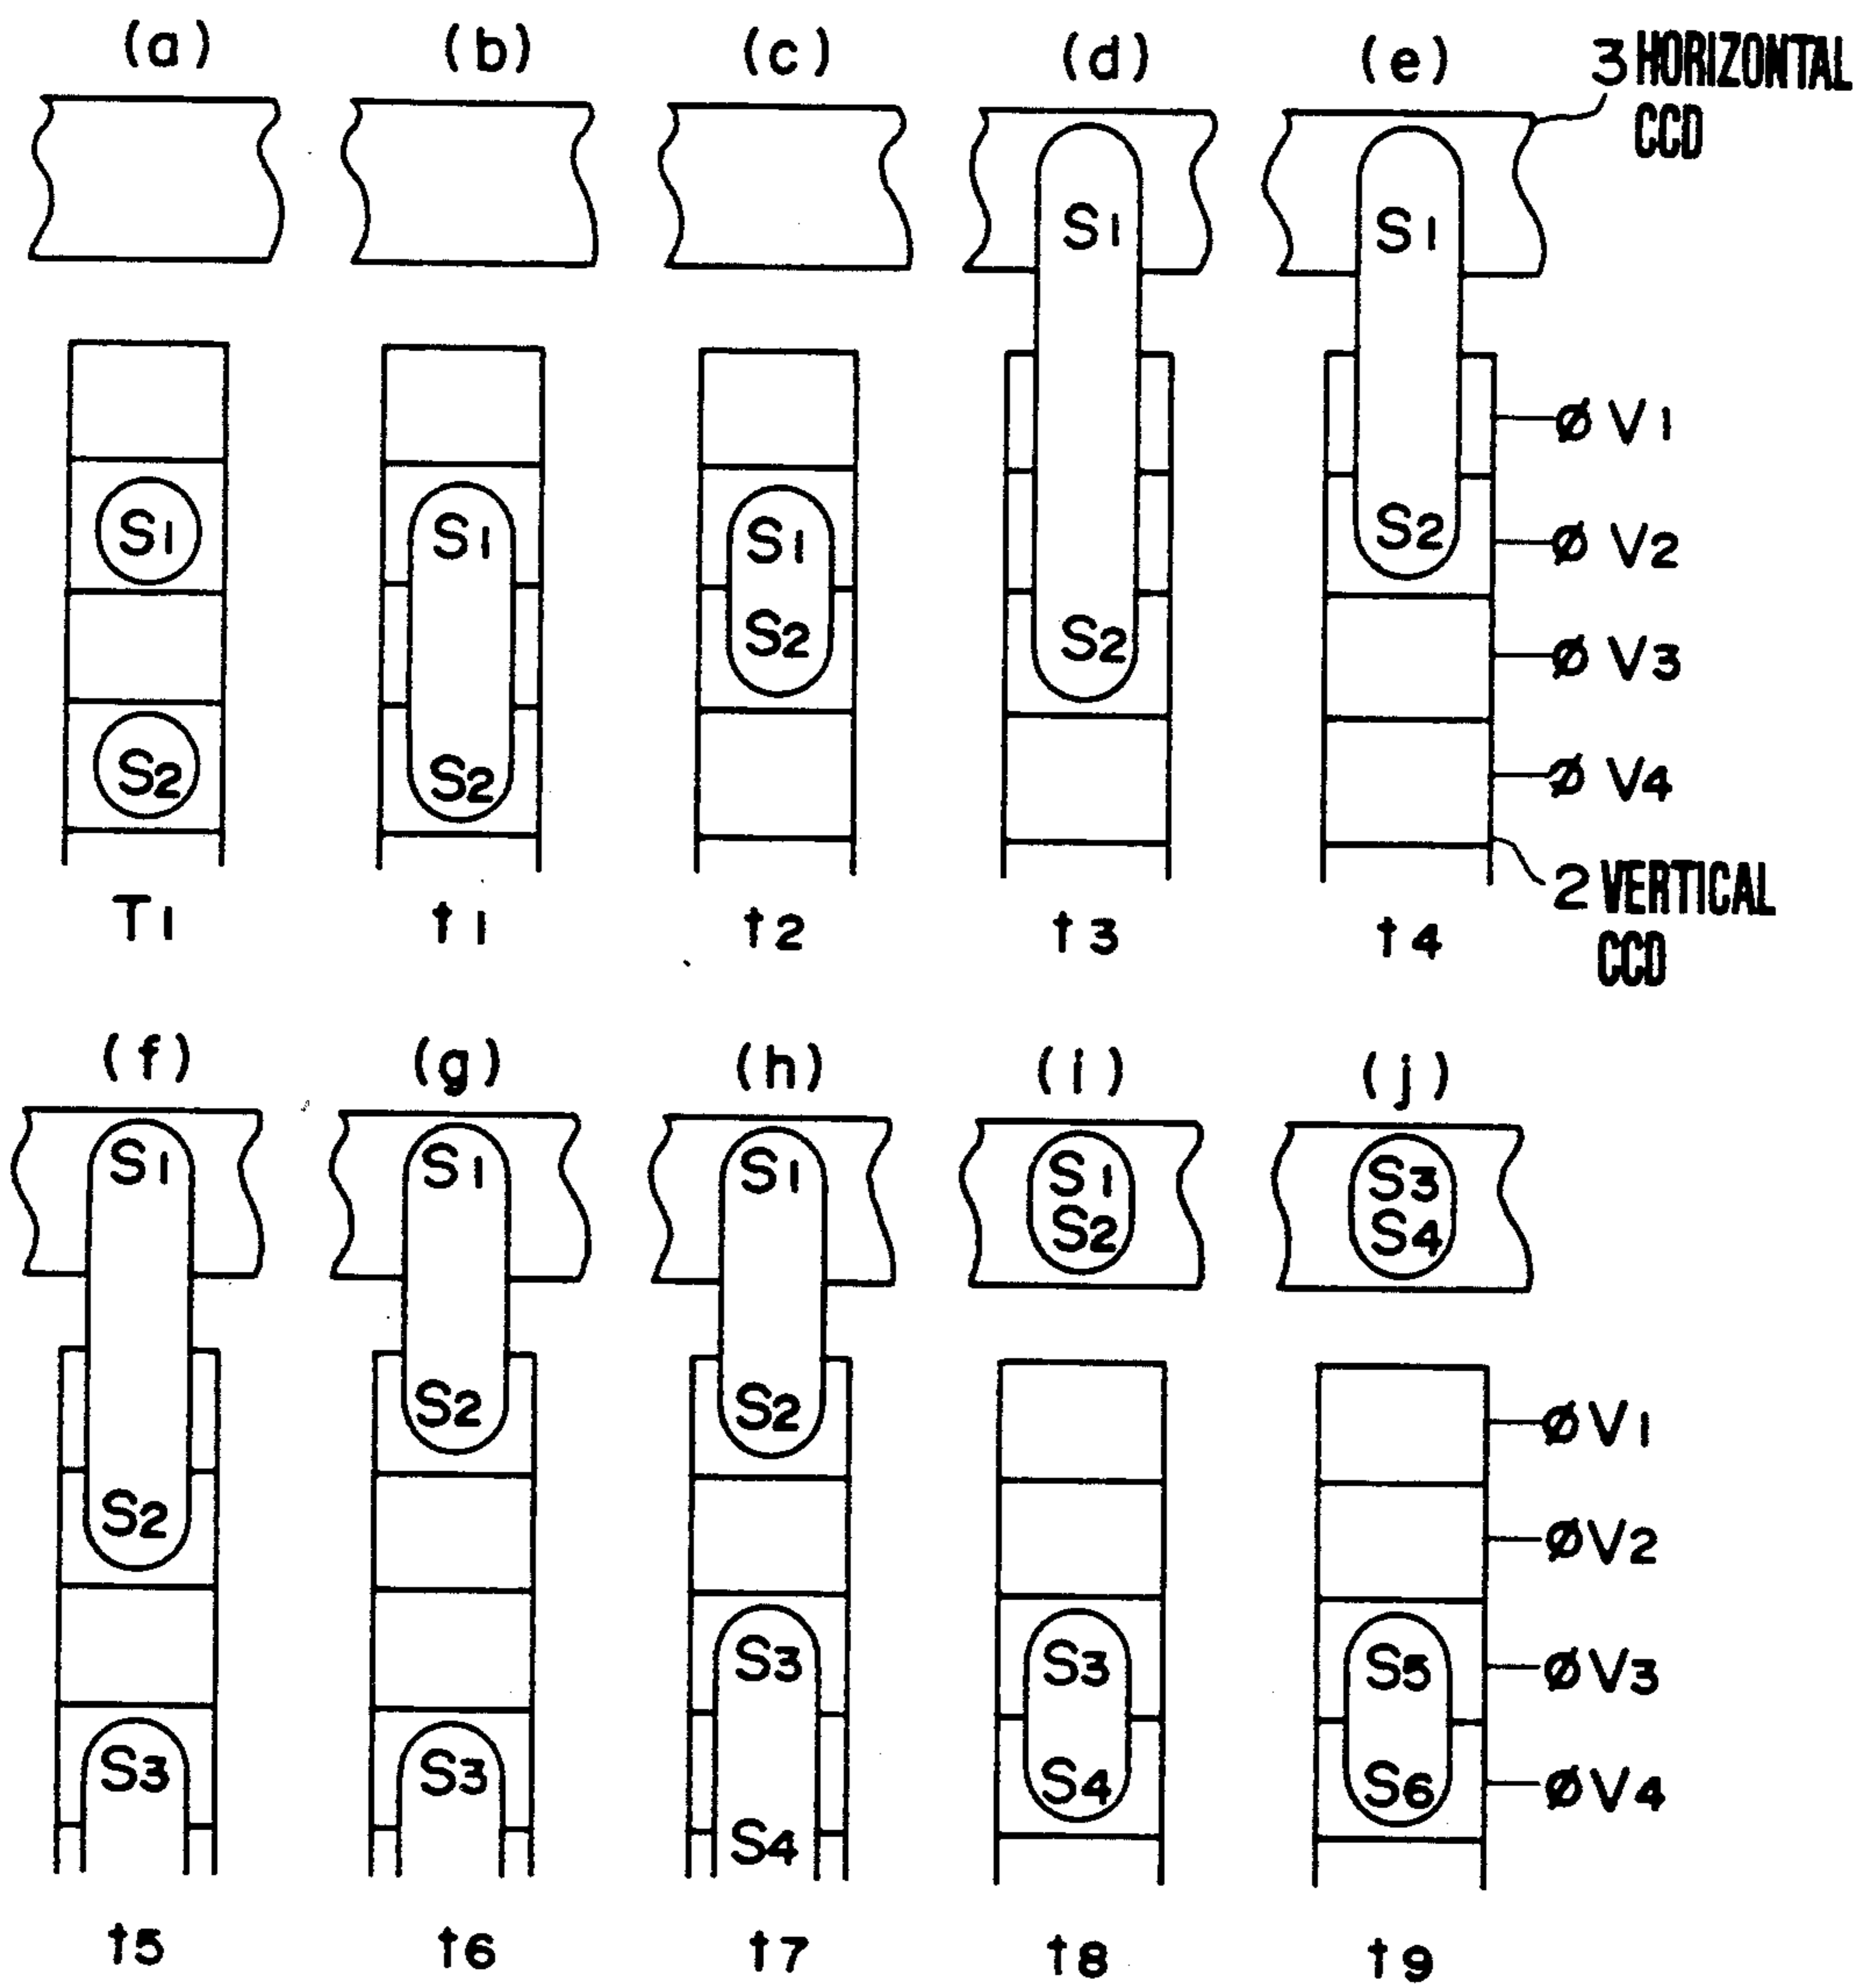 (a) (b) (c) (d) (e)
3 HORIZONTAL
CCD
S1 S1
S1 S1 S1
S2 S2
S2 S2
S2
ØV1
ØV2
ØV3
ØV4
2 VERTICAL
CCD
T1 t1 t2 t3 t4
(f) (g) (h) (i) (j)
S1 S1 S1 S1 S3
S2 S4
S2 S2
S2
S3 S4 S5
S3 S3 S3
S4 S6
ØV1
ØV2
ØV3
ØV4
t5 t6 t7 t8 t9